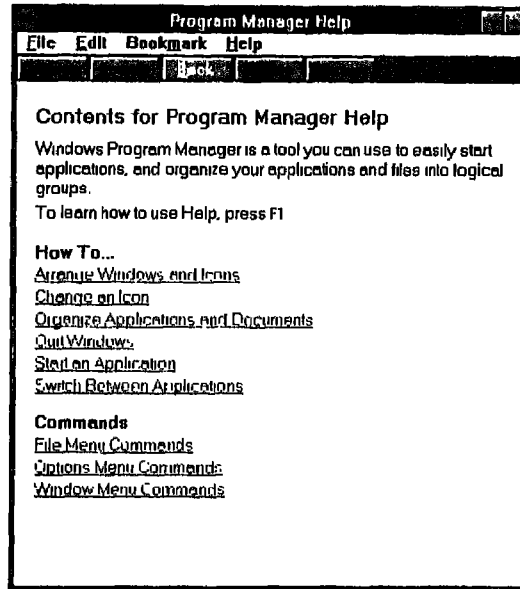 Program Manager Help
File Edit Bookmark Help
Back
Contents for Program Manager Help
Windows Program Manager is a tool you can use to easily start
applications, and organize your applications and files into logical
groups.
To learn how to use Help, press F1
How To...
Arrange Windows and Icons
Change an Icon
Organize Applications and Documents
Quit Windows
Start an Application
Switch Between Applications
Commands
File Menu Commands
Options Menu Commands
Window Menu Commands